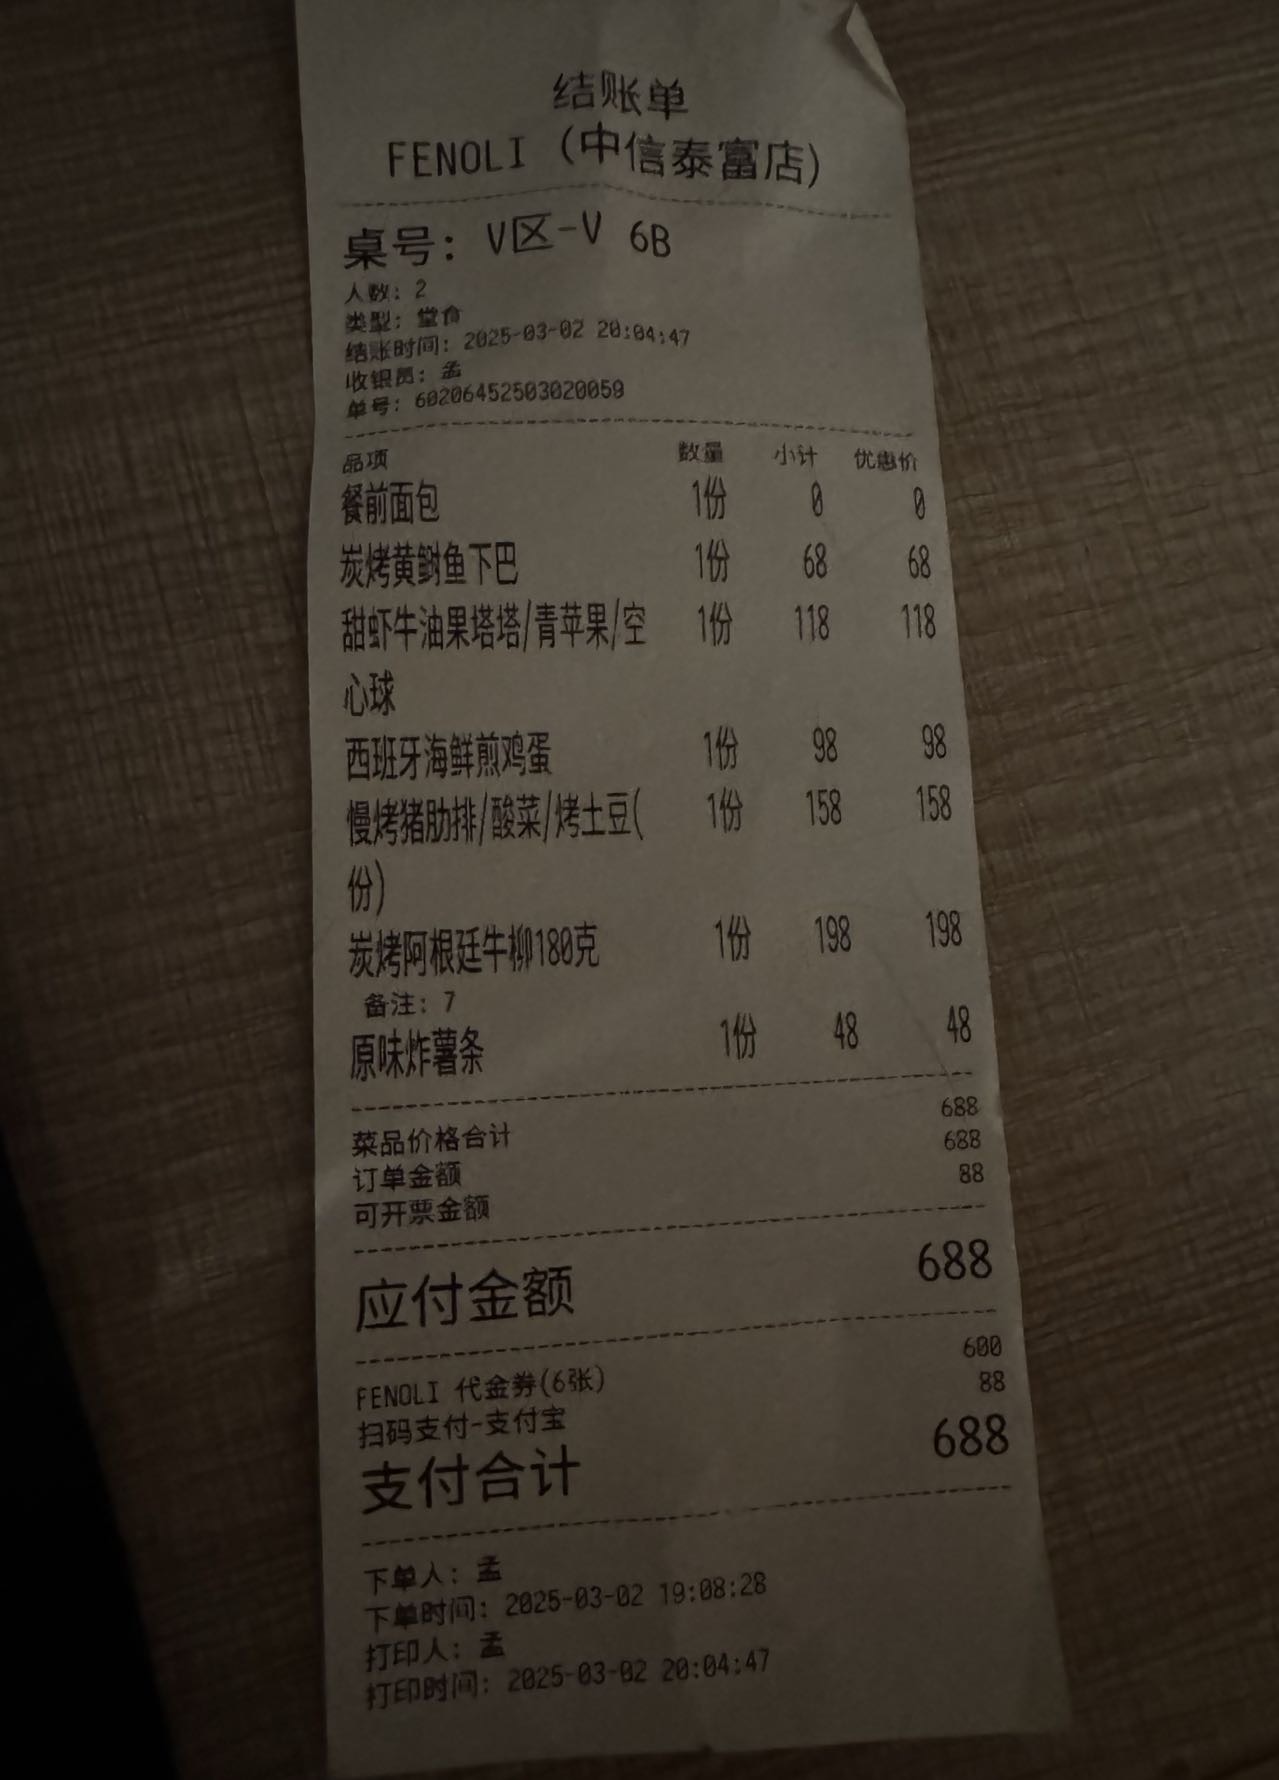 结账单
FENOLI (中信泰富店)
桌号: V区-V 6B
人数: 2
类型: 堂食
结账时间: 2025-03-02 20:04:47
收银员: 孟
单号: 60206452503020059
品项 数量 小计 优惠价
餐前面包 1份 0 0
炭烤黄鰤鱼下巴 1份 68 68
甜虾牛油果塔塔/青苹果/空 1份 118 118
心球
西班牙海鲜煎鸡蛋 1份 98 98
慢烤猪肋排/酸菜/烤土豆( 1份 158 158
份)
炭烤阿根廷牛柳180克 1份 198 198
备注: 7
原味炸薯条 1份 48 48
菜品价格合计 688
订单金额 688
可开票金额 88
应付金额 688
FENOLI 代金券(6张) 600
扫码支付-支付宝 88
支付合计 688
下单人: 孟
下单时间: 2025-03-02 19:08:28
打印人: 孟
打印时间: 2025-03-02 20:04:47